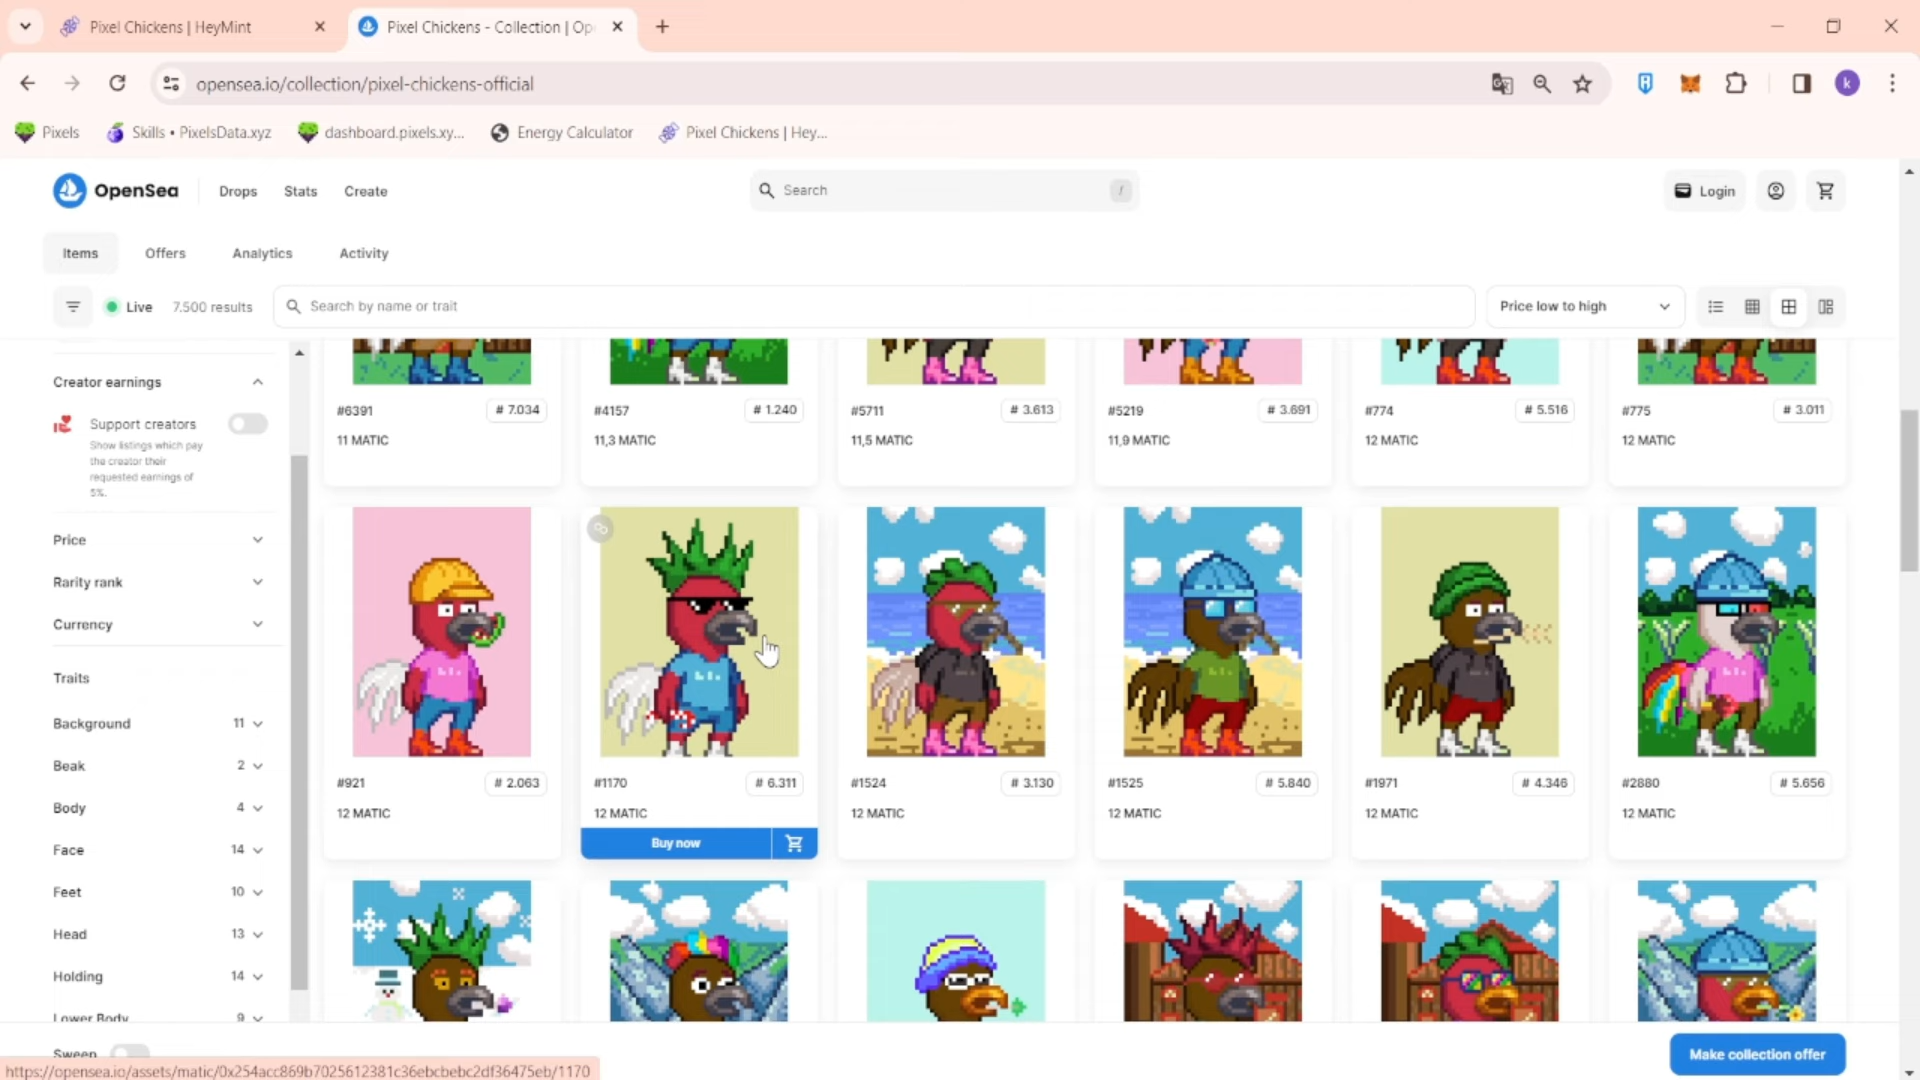 Pixel Chickens | HeyMint
Pixel Chickens - Collection | Op
opensea.io/collection/pixel-chickens-official
k
Pixels
Skills • PixelsData.xyz
dashboard.pixels.xy...
Energy Calculator
Pixel Chickens | Hey...
OpenSea
Drops
Stats
Create
Search
/
Login
Items
Offers
Analytics
Activity
Live
7.500 results
Search by name or trait
Price low to high
Creator earnings
Support creators
Show listings which pay
the creator their
requested earnings of
5%.
Price
Rarity rank
Currency
Traits
Background 11
Beak 2
Body 4
Face 14
Feet 10
Head 13
Holding 14
Lower Body 9
Sweep
#6391 # 7.034
11 MATIC
#4157 # 1.240
11,3 MATIC
#5711 # 3.613
11,5 MATIC
#5219 # 3.691
11,9 MATIC
#774 # 5.516
12 MATIC
#775 # 3.011
12 MATIC
#921 # 2.063
12 MATIC
#1170 # 6.311
12 MATIC
Buy now
#1524 # 3.130
12 MATIC
#1525 # 5.840
12 MATIC
#1971 # 4.346
12 MATIC
#2880 # 5.656
12 MATIC
Make collection offer
https://opensea.io/assets/matic/0x254acc869b7025612381c36ebcbebc2df36475eb/1170